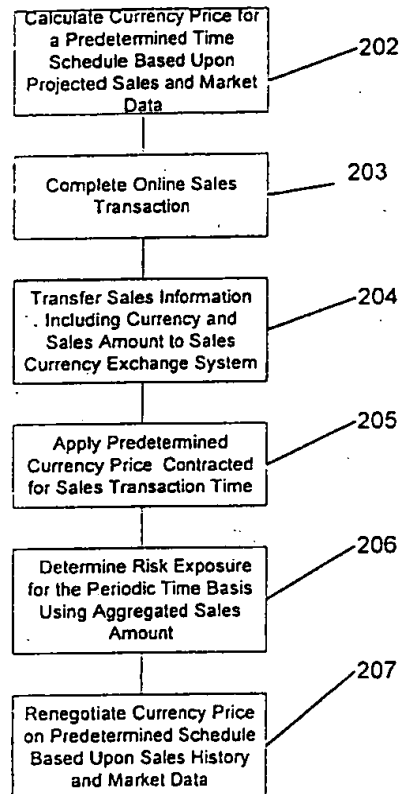 Calculate Currency Price for
a Predetermined Time
Schedule Based Upon
Projected Sales and Market
Data
202
Complete Online Sales
Transaction
203
Transfer Sales Information
Including Currency and
Sales Amount to Sales
Currency Exchange System
204
Apply Predetermined
Currency Price Contracted
for Sales Transaction Time
205
Determine Risk Exposure
for the Periodic Time Basis
Using Aggregated Sales
Amount
206
Renegotiate Currency Price
on Predetermined Schedule
Based Upon Sales History
and Market Data
207